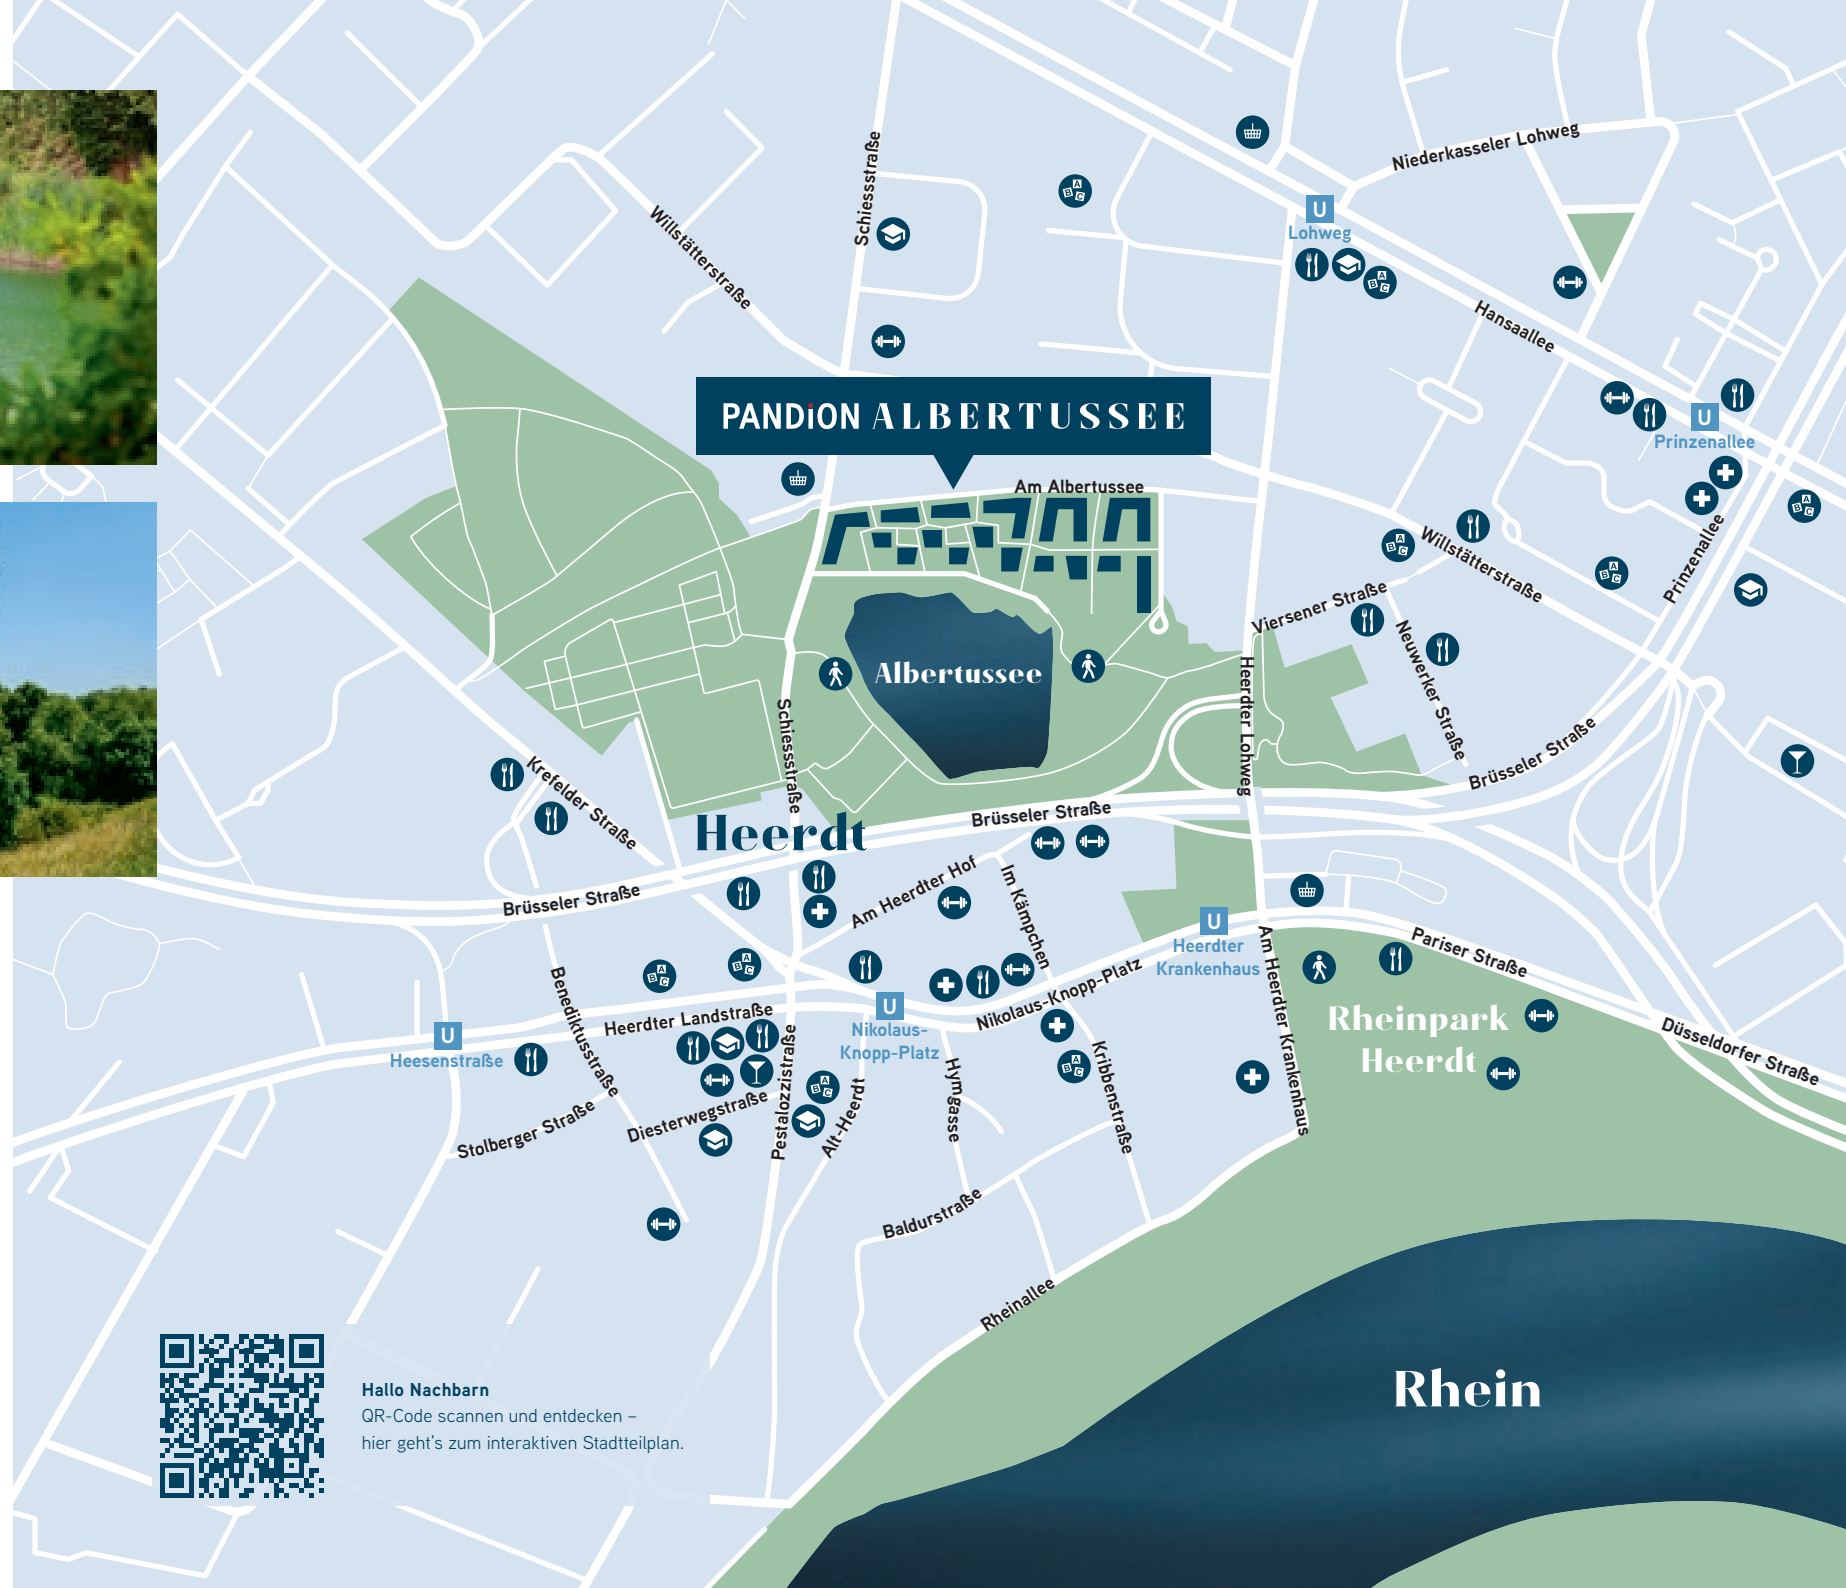 Schiessstraße
Niederkasseler Lohweg
U
Lohweg
Willstätterstraße
Hansaallee
PANDION ALBERTUSSEE
U
Prinzenallee
Am Albertussee
Willstätterstraße
Prinzenallee
Viersener Straße
Neuwerker Straße
Albertussee
Heerdter Lohweg
Schiessstraße
Brüsseler Straße
Krefelder Straße
Heerdt
Brüsseler Straße
Am Heerdter Hof
Im Kämpchen
Brüsseler Straße
U
Heerdter
Krankenhaus
Pariser Straße
Am Heerdter Krankenhaus
Benediktusstraße
Nikolaus-Knopp-Platz
Heerdter Landstraße
U
Nikolaus-
Knopp-Platz
Rheinpark
Heerdt
Düsseldorfer Straße
U
Heesenstraße
Pestalozzistraße
Hymgasse
Kribbenstraße
Alt-Heerdt
Diesterwegstraße
Stolberger Straße
Baldurstraße
Rheinallee
Rhein
Hallo Nachbarn
QR-Code scannen und entdecken –
hier geht's zum interaktiven Stadtteilplan.